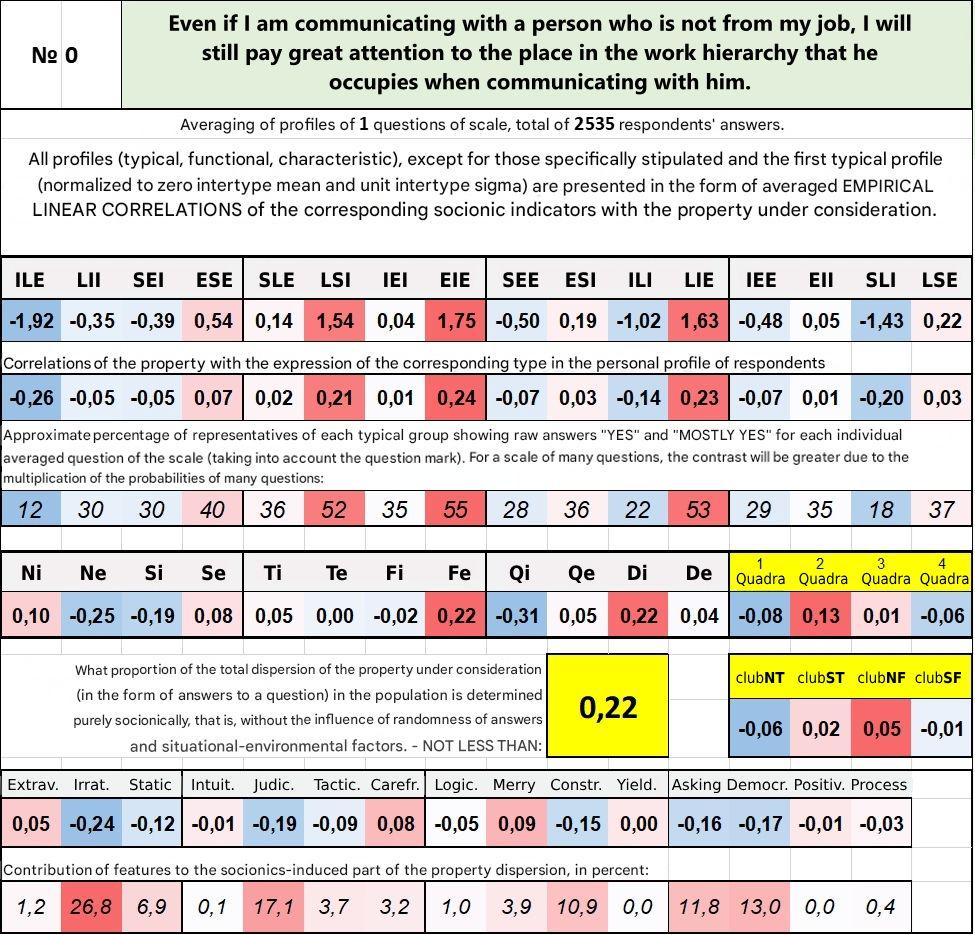 № 0
Even if I am communicating with a person who is not from my job, I will
still pay great attention to the place in the work hierarchy that he
occupies when communicating with him.
Averaging of profiles of 1 questions of scale, total of 2535 respondents' answers.
All profiles (typical, functional, characteristic), except for those specifically stipulated and the first typical profile
(normalized to zero intertype mean and unit intertype sigma) are presented in the form of averaged EMPIRICAL
LINEAR CORRELATIONS of the corresponding socionic indicators with the property under consideration.
ILE LII SEI ESE SLE LSI IEI EIE SEE ESI ILI LIE IEE EII SLI LSE
-1,92 -0,35 -0,39 0,54 0,14 1,54 0,04 1,75 -0,50 0,19 -1,02 1,63 -0,48 0,05 -1,43 0,22
Correlations of the property with the expression of the corresponding type in the personal profile of respondents
-0,26 -0,05 -0,05 0,07 0,02 0,21 0,01 0,24 -0,07 0,03 -0,14 0,23 -0,07 0,01 -0,20 0,03
Approximate percentage of representatives of each typical group showing raw answers "YES" and "MOSTLY YES" for each individual
averaged question of the scale (taking into account the question mark). For a scale of many questions, the contrast will be greater due to the
multiplication of the probabilities of many questions:
12 30 30 40 36 52 35 55 28 36 22 53 29 35 18 37
Ni Ne Si Se Ti Te Fi Fe Qi Qe Di De 1 Quadra 2 Quadra 3 Quadra 4 Quadra
0,10 -0,25 -0,19 0,08 0,05 0,00 -0,02 0,22 -0,31 0,05 0,22 0,04 -0,08 0,13 0,01 -0,06
What proportion of the total dispersion of the property under consideration
(in the form of answers to a question) in the population is determined
purely socionically, that is, without the influence of randomness of answers
and situational-environmental factors. - NOT LESS THAN:
0,22
clubNT clubST clubNF clubSF
-0,06 0,02 0,05 -0,01
Extrav. Irrat. Static Intuit. Judic. Tactic. Carefr. Logic. Merry Constr. Yield. Asking Democr. Positiv. Process
0,05 -0,24 -0,12 -0,01 -0,19 -0,09 0,08 -0,05 0,09 -0,15 0,00 -0,16 -0,17 -0,01 -0,03
Contribution of features to the socionics-induced part of the property dispersion, in percent:
1,2 26,8 6,9 0,1 17,1 3,7 3,2 1,0 3,9 10,9 0,0 11,8 13,0 0,0 0,4